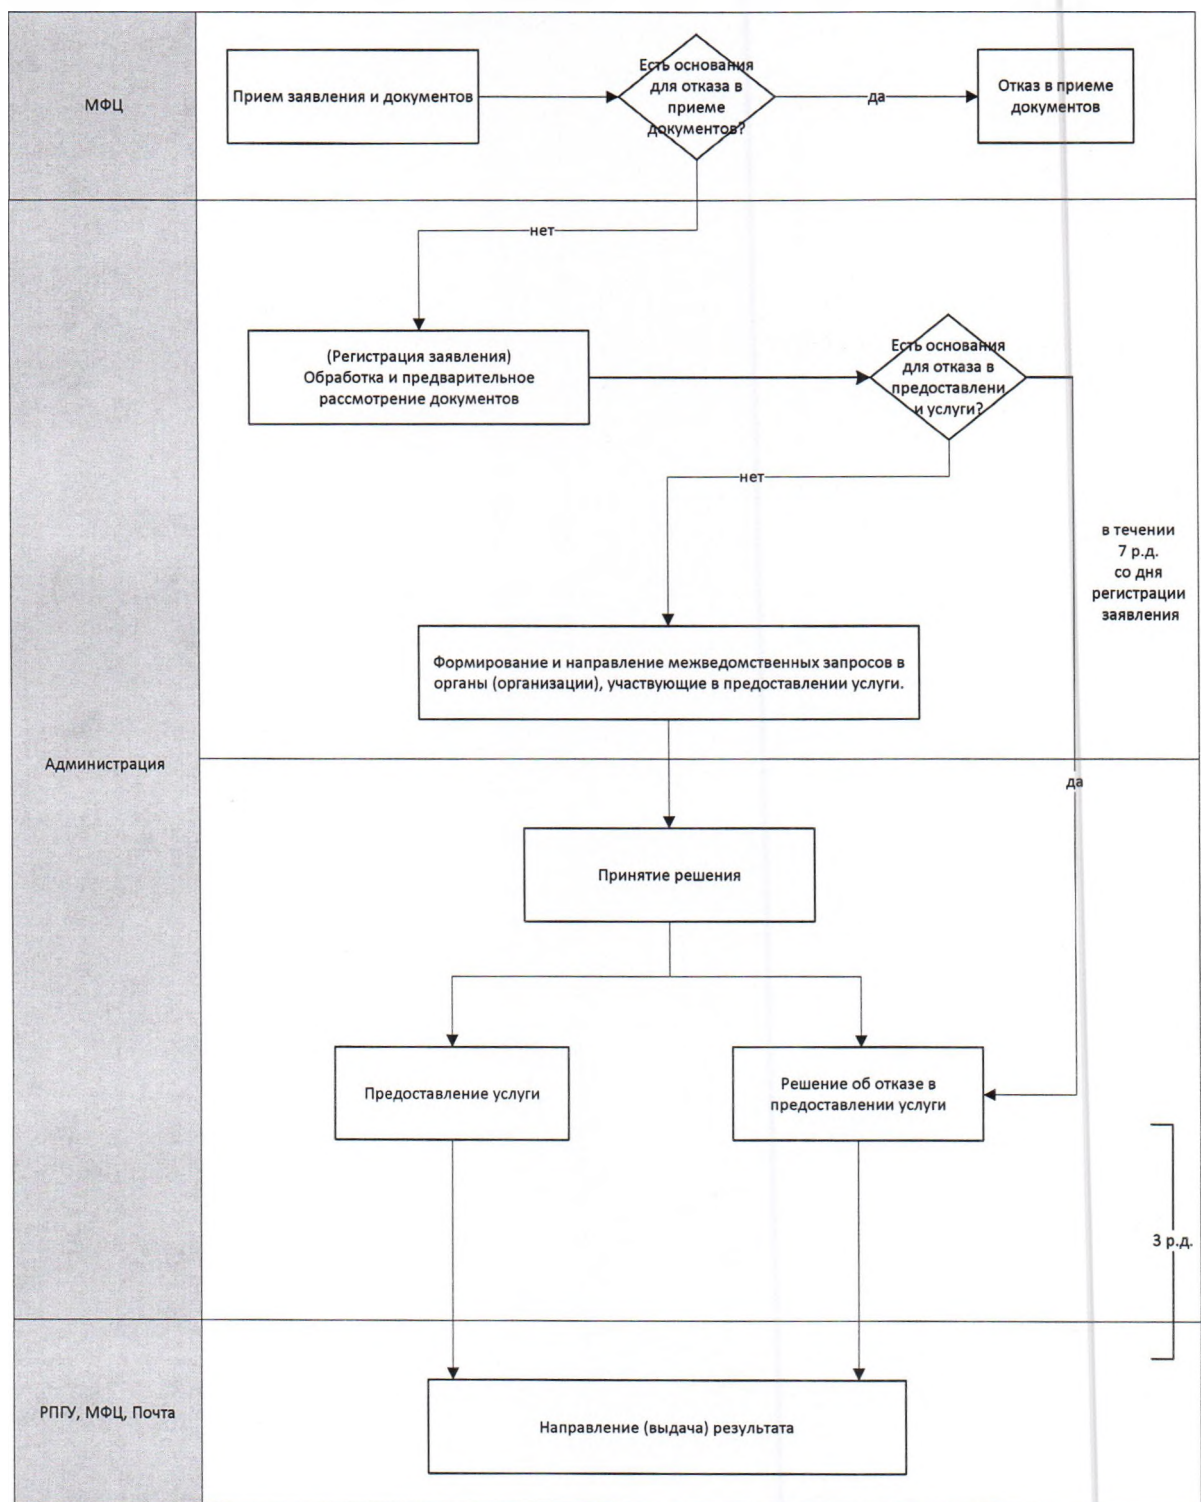 МФЦ
Прием заявления и документов
Есть основания
для отказа в
приеме
документов?
да
Отказ в приеме
документов
нет
(Регистрация заявления)
Обработка и предварительное
рассмотрение документов
Есть основания
для отказа в
предоставлени
и услуги?
нет
в течении
7 р.д.
со дня
регистрации
заявления
Формирование и направление межведомственных запросов в
органы (организации), участвующие в предоставлении услуги.
Администрация
да
Принятие решения
Предоставление услуги
Решение об отказе в
предоставлении услуги
3 р.д.
РПГУ, МФЦ, Почта
Направление (выдача) результата